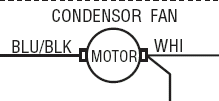 CONDENSOR FAN
BLU/BLK
MOTOR
WHI